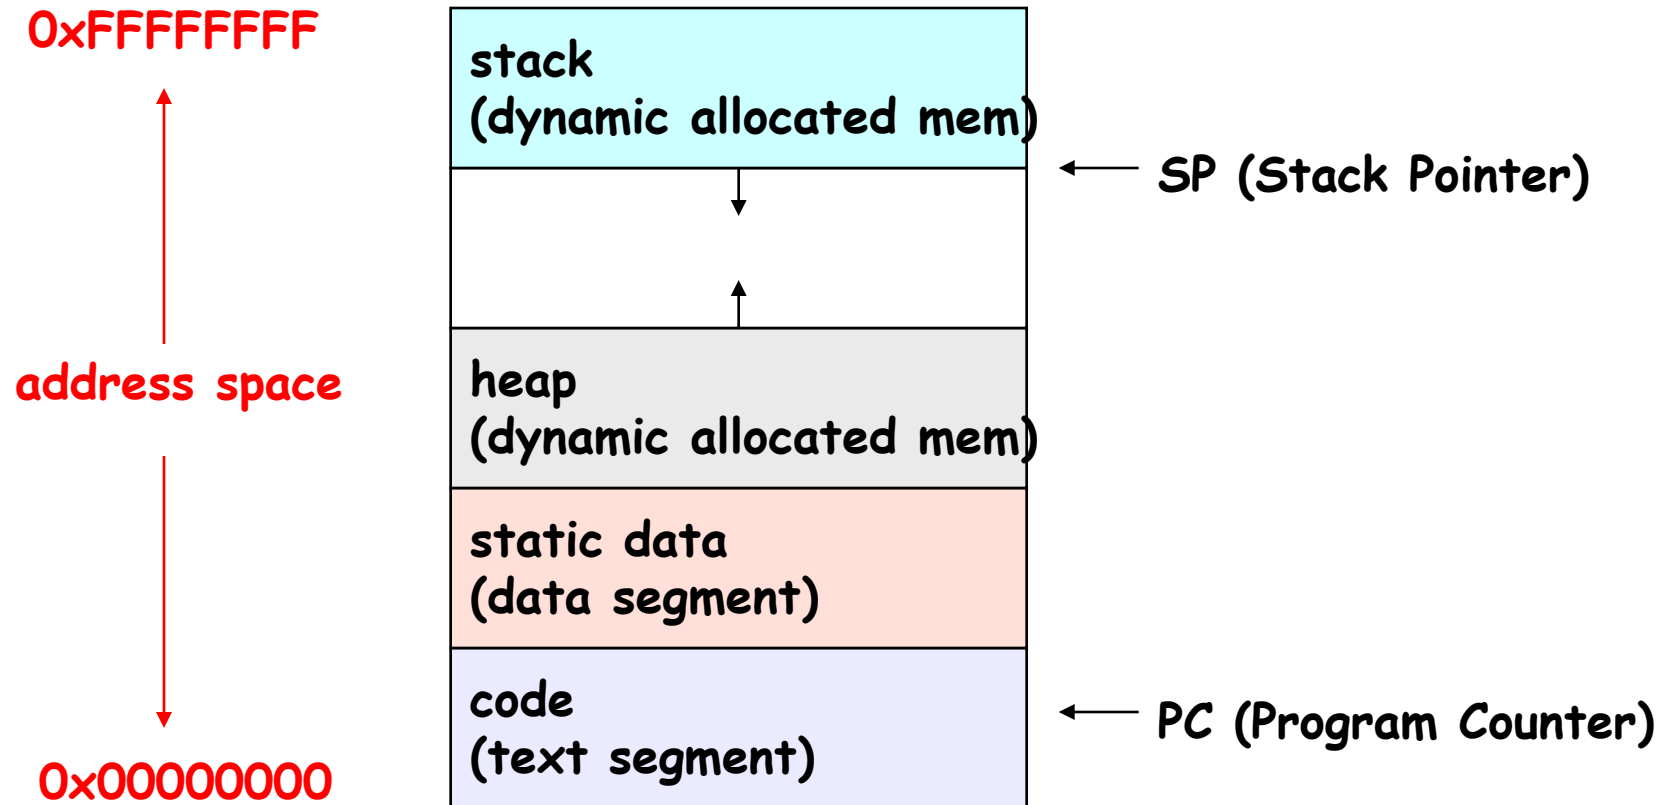 0xFFFFFFFF
stack
(dynamic allocated mem)
SP (Stack Pointer)
address space
heap
(dynamic allocated mem)
static data
(data segment)
code
(text segment)
PC (Program Counter)
0x00000000